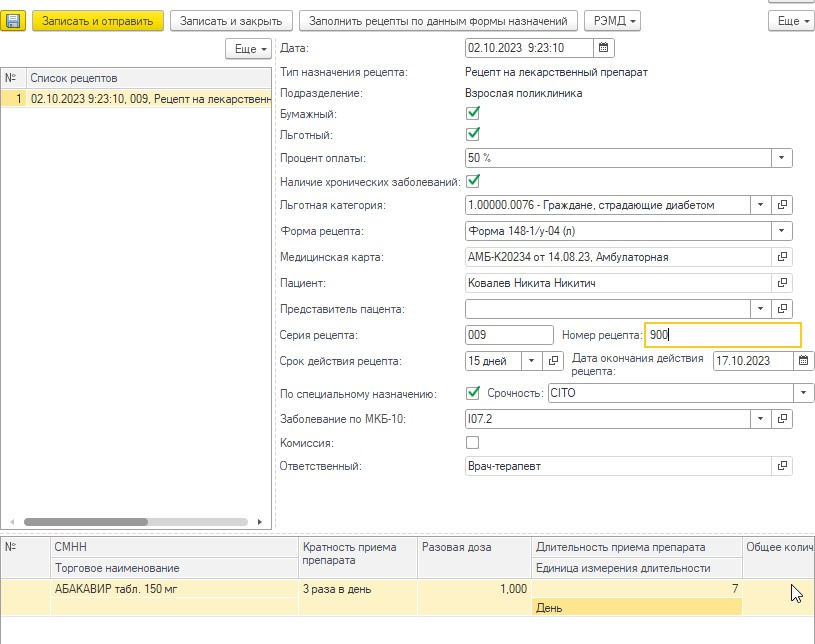 Записать и отправить Записать и закрыть Заполнить рецепты по данным формы назначений РЭМД Еще
Еще
№ Список рецептов
1 02.10.2023 9:23:10, 009, Рецепт на лекарственн
Дата: 02.10.2023 9:23:10
Тип назначения рецепта: Рецепт на лекарственный препарат
Подразделение: Взрослая поликлиника
Бумажный:
Льготный:
Процент оплаты: 50 %
Наличие хронических заболеваний:
Льготная категория: 1.00000.0076 - Граждане, страдающие диабетом
Форма рецепта: Форма 148-1/у-04 (л)
Медицинская карта: АМБ-К20234 от 14.08.23, Амбулаторная
Пациент: Ковалев Никита Никитич
Представитель пацента:
Серия рецепта: 009 Номер рецепта: 900
Срок действия рецепта: 15 дней Дата окончания действия рецепта: 17.10.2023
По специальному назначению: Срочность: CITO
Заболевание по МКБ-10: I07.2
Комиссия:
Ответственный: Врач-терапевт
№ СМНН Кратность приема препарата Разовая доза Длительность приема препарата Общее колич
Торговое наименование Единица измерения длительности
АБАКАВИР табл. 150 мг 3 раза в день 1,000 7
День